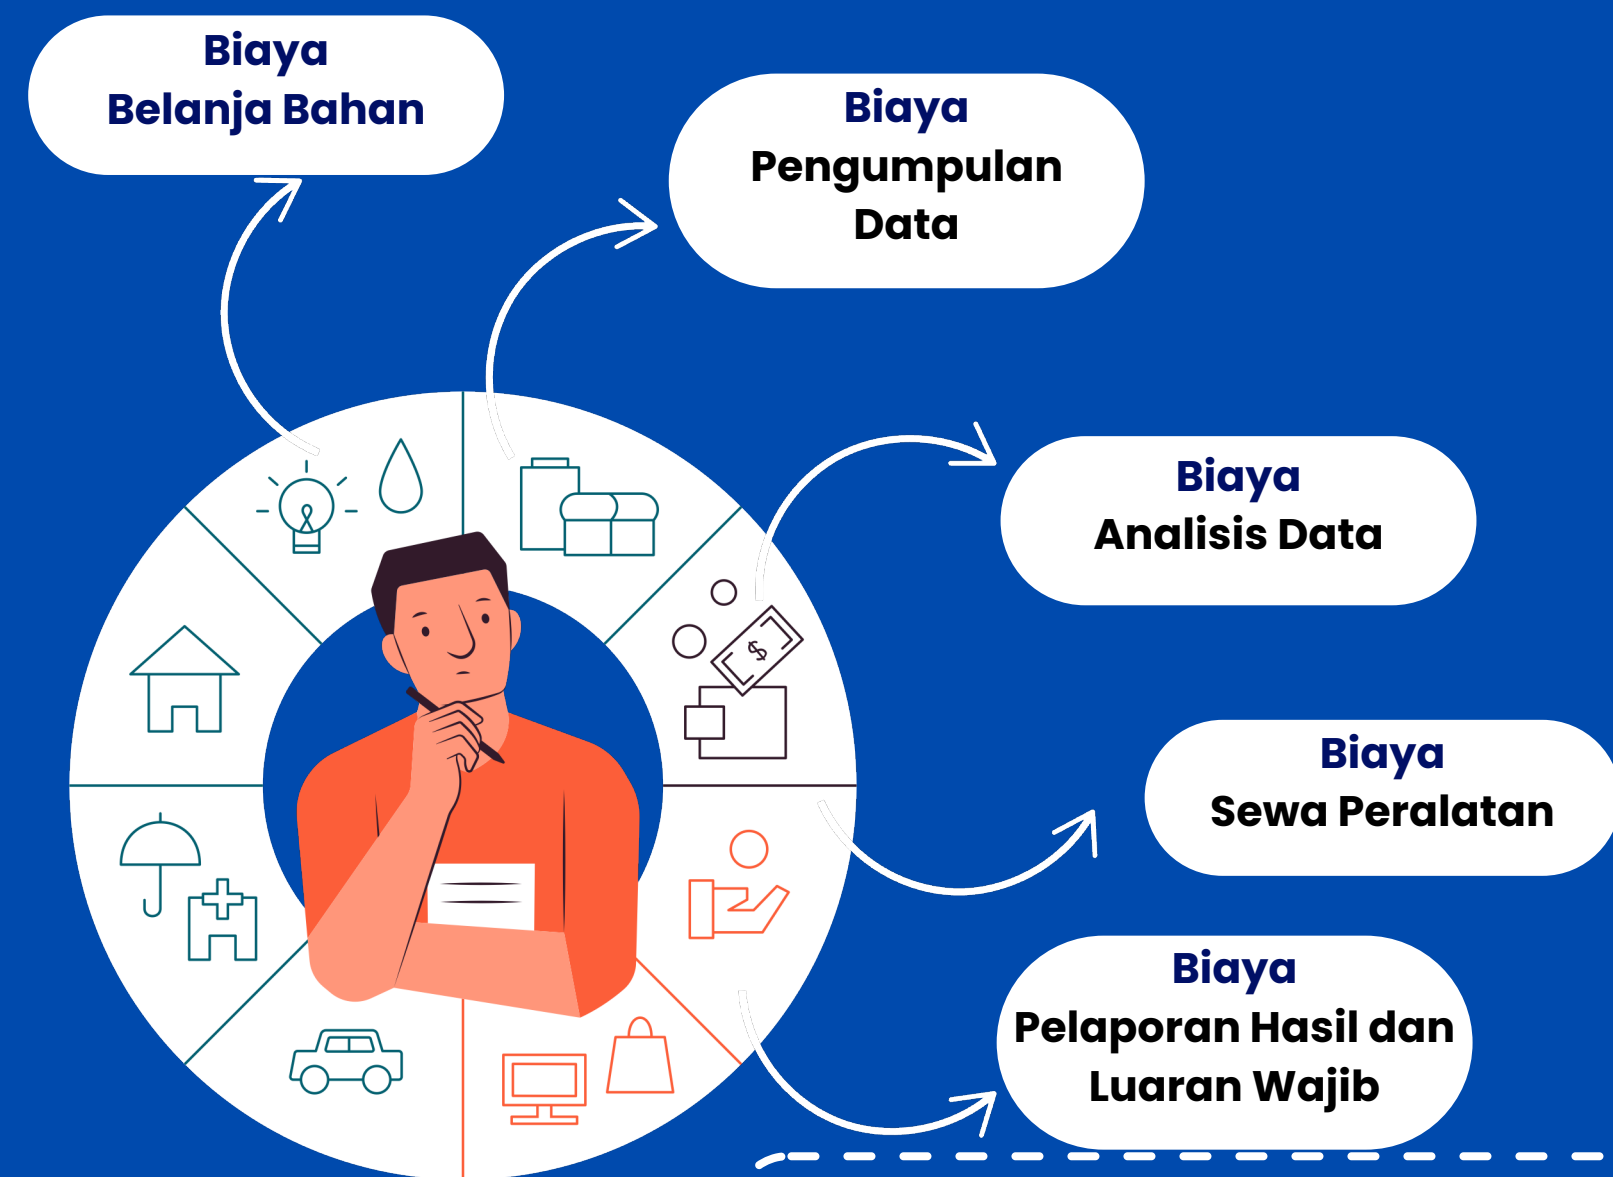 Biaya
Belanja Bahan
Biaya
Pengumpulan
Data
Biaya
Analisis Data
Biaya
Sewa Peralatan
Biaya
Pelaporan Hasil dan
Luaran Wajib
$